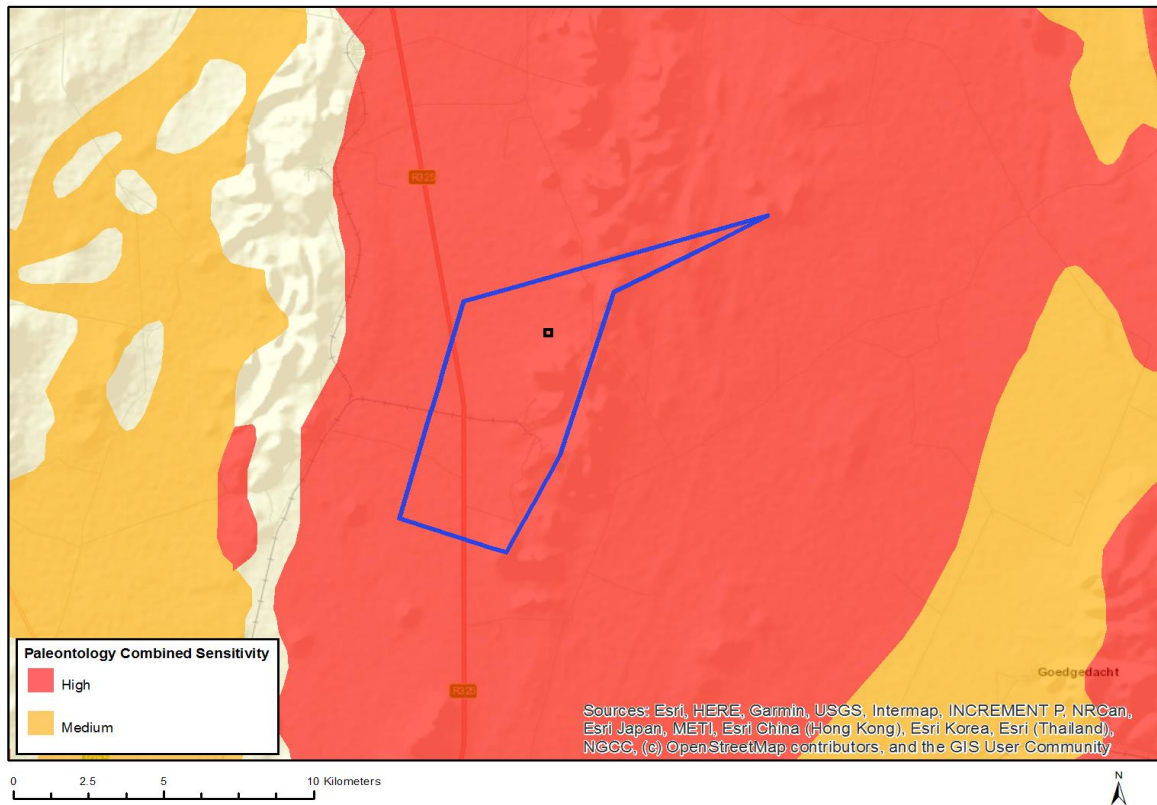 R325
Paleontology Combined Sensitivity
High
Medium
R325
Goedgedacht
Sources: Esri, HERE, Garmin, USGS, Intermap, INCREMENT P, NRCan,
Esri Japan, METI, Esri China (Hong Kong), Esri Korea, Esri (Thailand),
NGCC, (c) OpenStreetMap contributors, and the GIS User Community
0 2.5 5 10 Kilometers
N